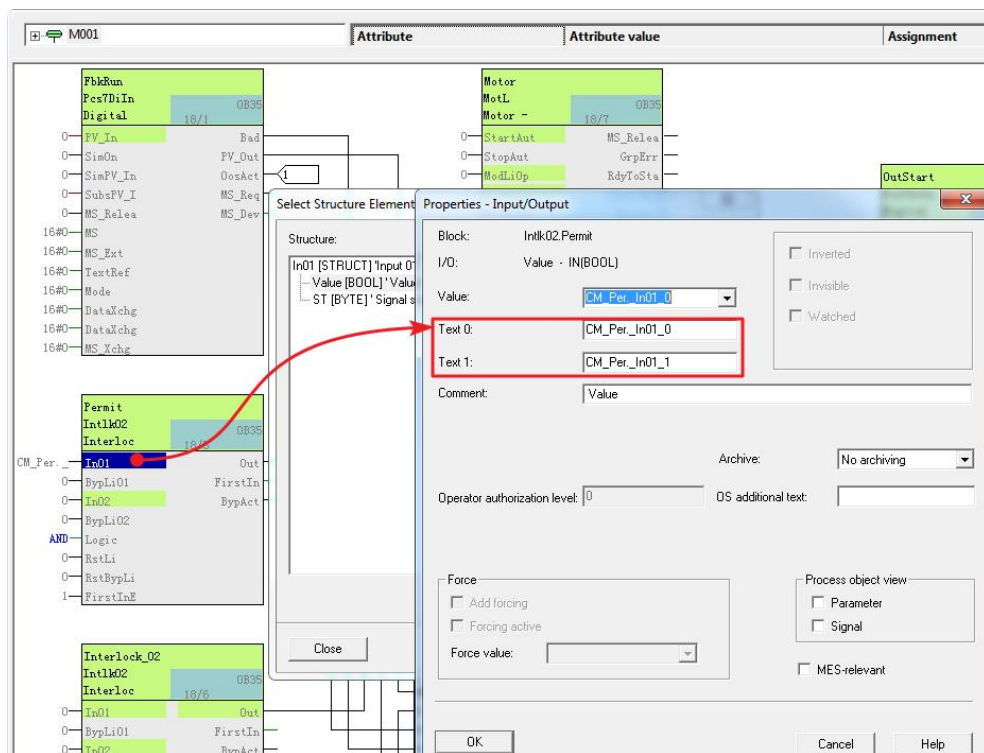 M001
Attribute
Attribute value
Assignment
FbkRun
Pcs7DiIn
Digital
OB35
18/1
0 PV_In Bad
0 SimOn PV_Out
0 SimPV_In OosAct 1
0 SubsPV_I MS_Req
0 MS_Relea MS_Dev
16#0 MS
16#0 MS_Ext
16#0 TextRef
16#0 Mode
16#0 DataXchg
16#0 DataXchg
16#0 MS_Xchg
Motor
MotL
Motor -
OB35
18/7
0 StartAut MS_Relea
0 StopAut GrpErr
0 ModLiOp RdyToSta
OutStart
Permit
Intlk02
Interloc
OB35
CM_Per._ In01 Out
0 BypLi01 FirstIn
0 In02 BypAct
0 BypLi02
AND Logic
0 RstLi
0 RstBypLi
1 FirstInE
Interlock_02
Intlk02
Interloc
OB35
18/6
0 In01 Out
0 BypLi01 FirstIn
0 In02 BypAct
Select Structure Element
Structure:
In01 [STRUCT] 'Input 0
Value [BOOL] ' Valu
ST [BYTE] ' Signal s
Close
Properties - Input/Output
Block: Intlk02.Permit
I/O: Value - IN(BOOL)
Value: CM_Per._In01_0
Text 0: CM_Per._In01_0
Text 1: CM_Per._In01_1
Comment: Value
Inverted
Invisible
Watched
Archive: No archiving
Operator authorization level: 0
OS additional text:
Force
Add forcing
Forcing active
Force value:
Process object view
Parameter
Signal
MES-relevant
OK
Cancel
Help